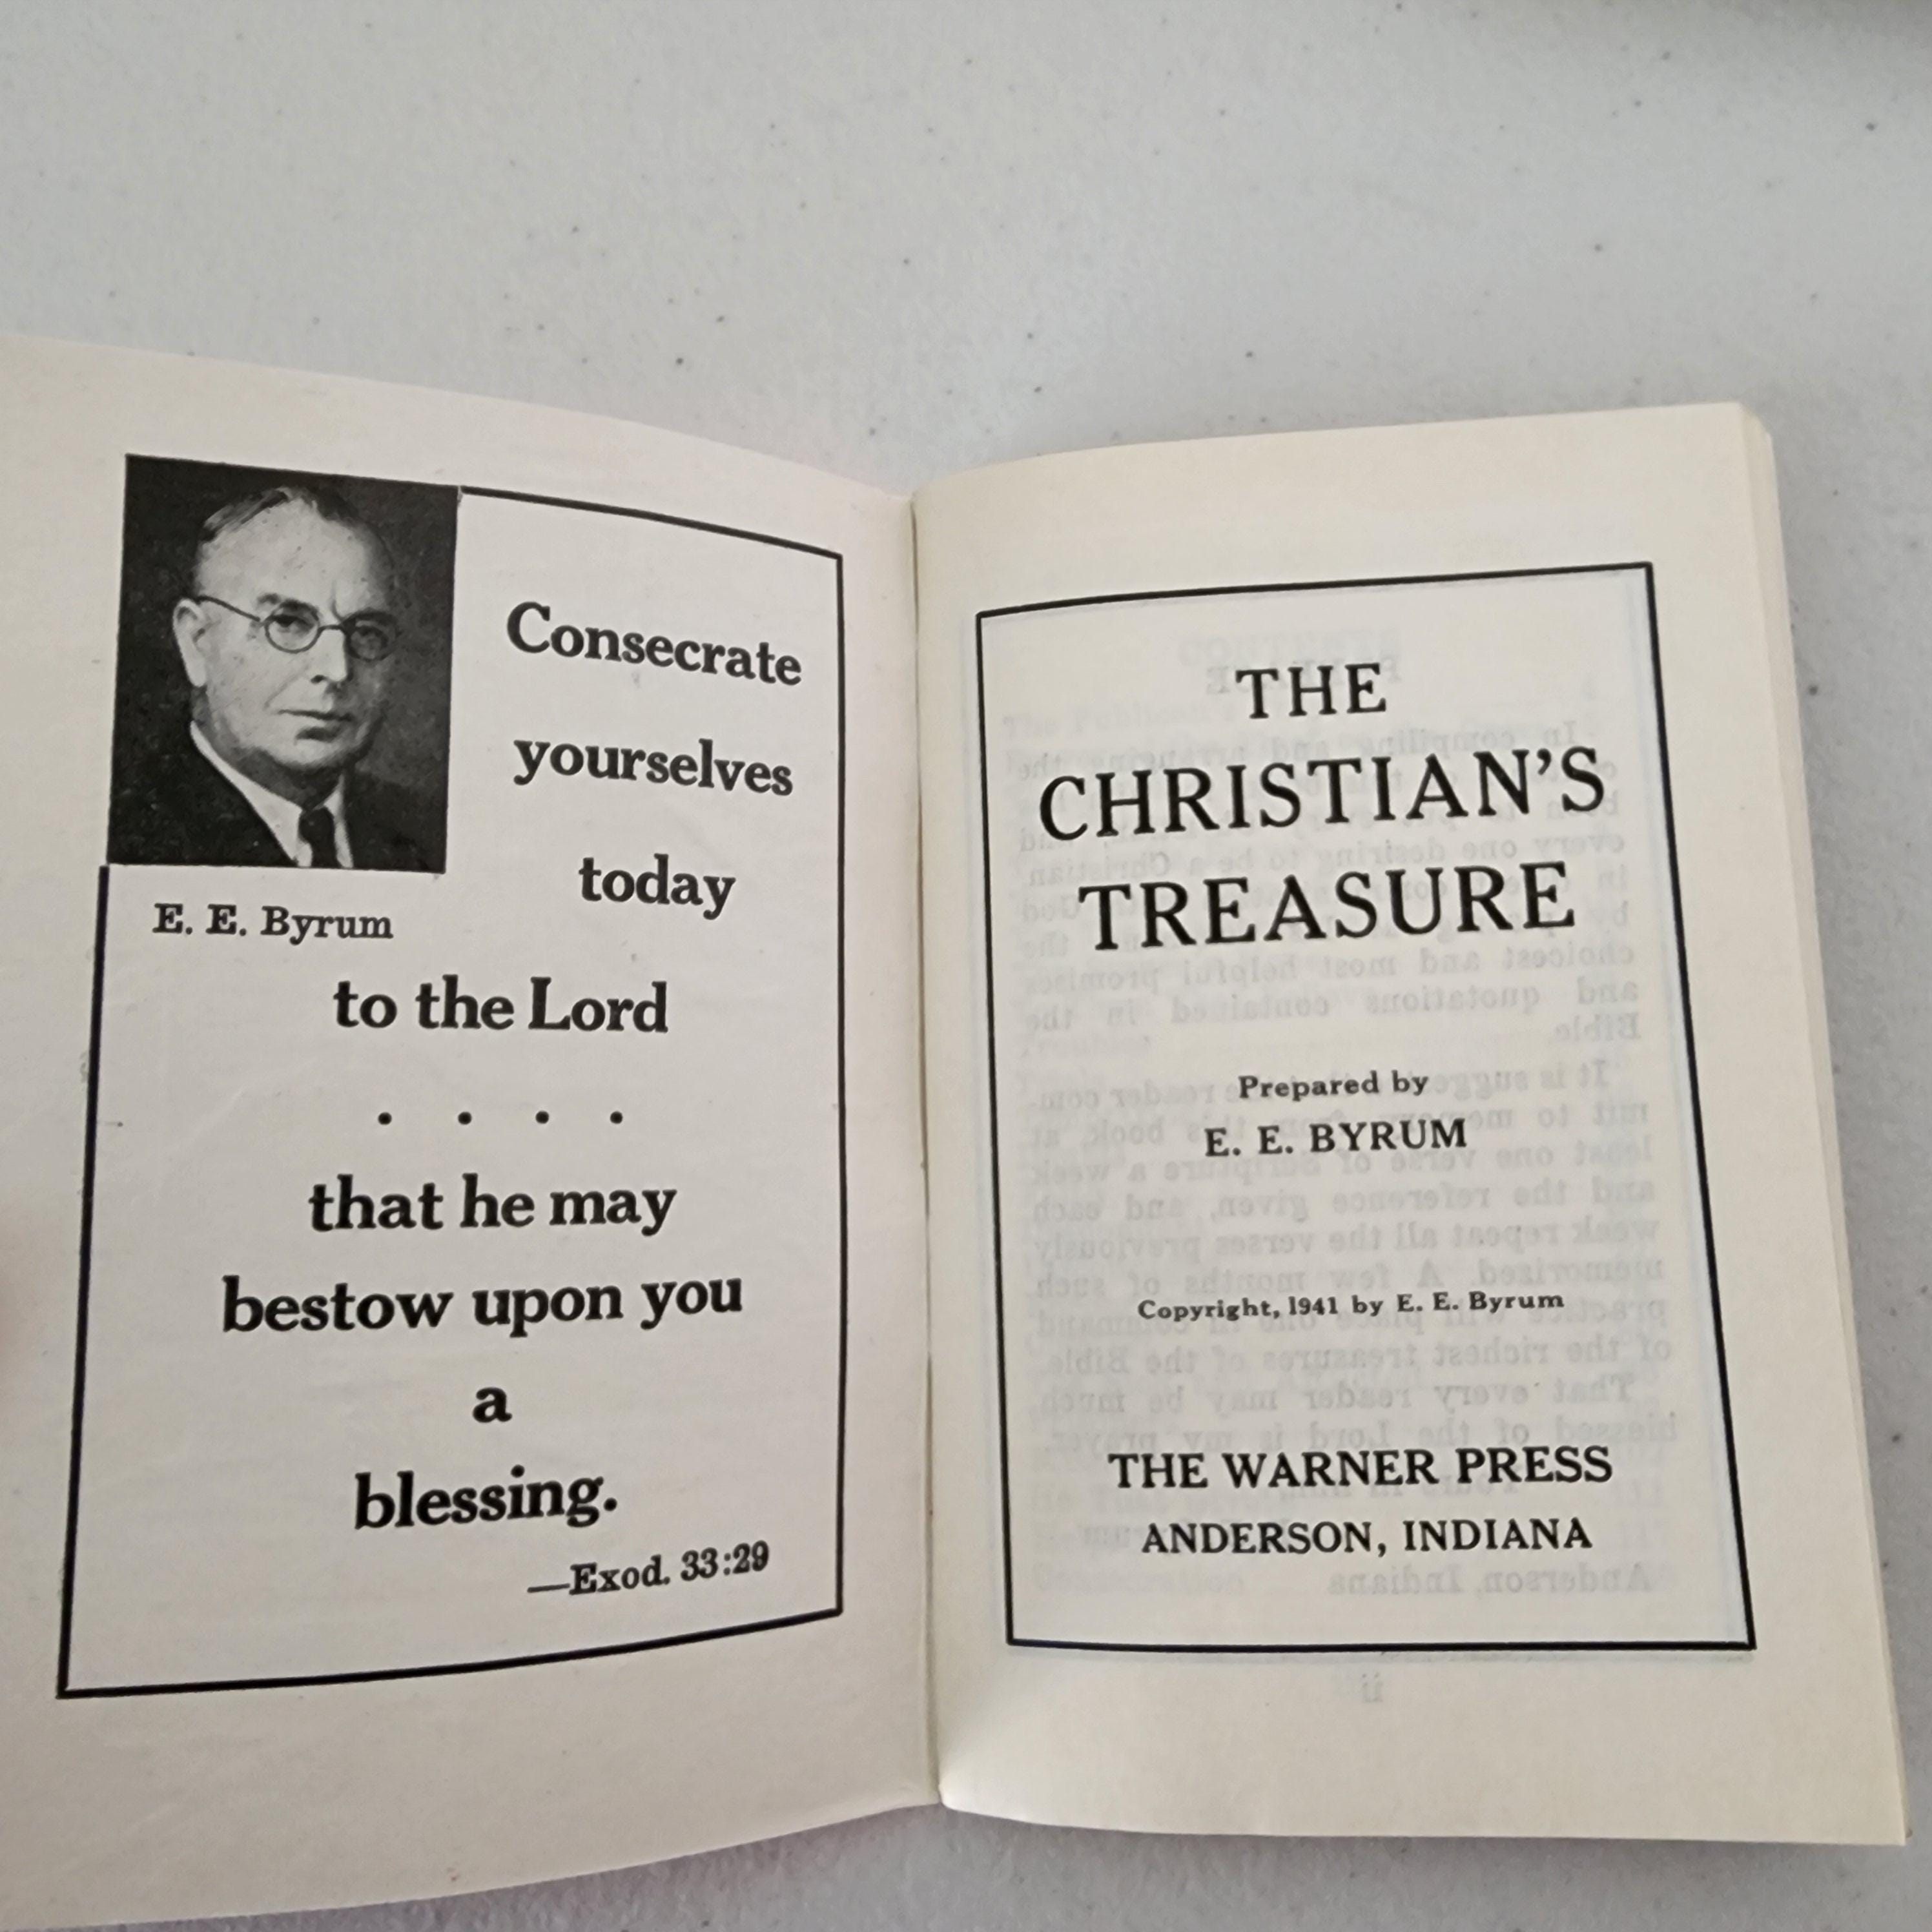 Consecrate
yourselves
today
E. E. Byrum
to the Lord
. . . .
that he may
bestow upon you
a
blessing.
—Exod. 33:29
THE
CHRISTIAN'S
TREASURE
Prepared by
E. E. BYRUM
Copyright, 1941 by E. E. Byrum
THE WARNER PRESS
ANDERSON, INDIANA